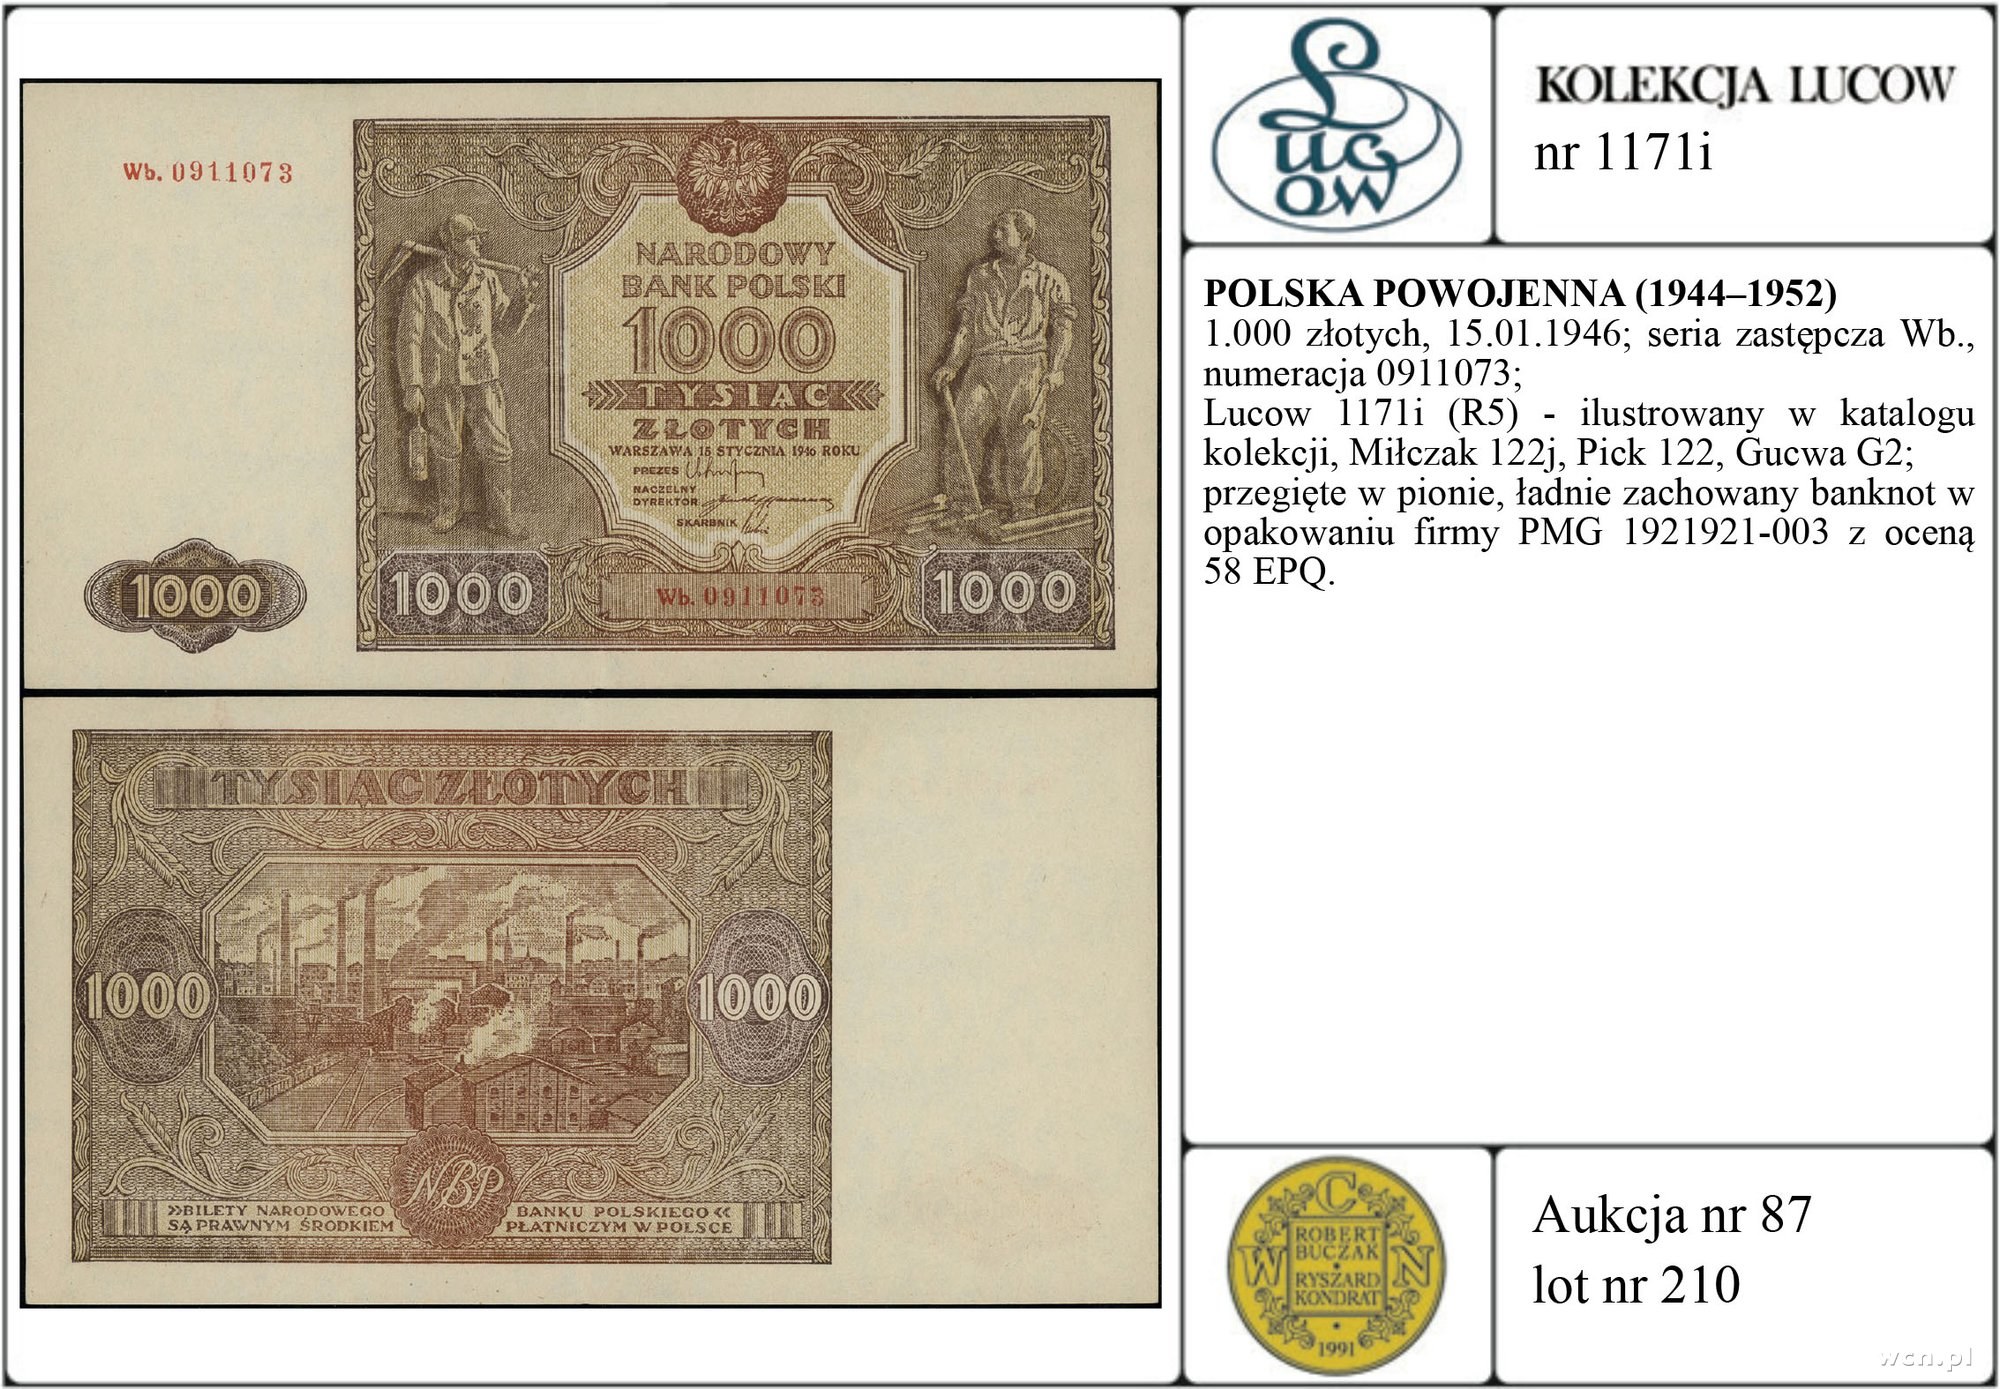 Wb. 0911073
NARODOWY
BANK POLSKI
1000
TYSIĄC
ZŁOTYCH
WARSZAWA 15 STYCZNIA 1946 ROKU
PREZES
NACZELNY
DYREKTOR
SKARBNIK
1000
1000
Wb. 0911073
1000
TYSIĄC ZŁOTYCH
1000
1000
NBP
»BILETY NARODOWEGO BANKU POLSKIEGO«
SĄ PRAWNYM ŚRODKIEM PŁATNICZYM W POLSCE
Lucow
KOLEKCJA LUCOW
nr 1171i
POLSKA POWOJENNA (1944–1952)
1.000 złotych, 15.01.1946; seria zastępcza Wb.,
numeracja 0911073;
Lucow 1171i (R5) - ilustrowany w katalogu
kolekcji, Miłczak 122j, Pick 122, Gucwa G2;
przegięte w pionie, ładnie zachowany banknot w
opakowaniu firmy PMG 1921921-003 z oceną
58 EPQ.
W C N
ROBERT
BUCZAK
RYSZARD
KONDRAT
1991
Aukcja nr 87
lot nr 210
wcn.pl